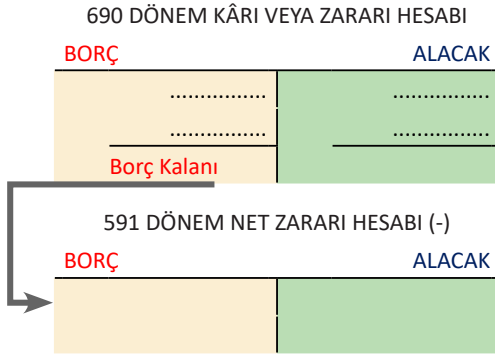 690 DÖNEM KÂRI VEYA ZARARI HESABI
BORÇ ALACAK
................ ................
................ ................
Borç Kalanı
591 DÖNEM NET ZARARI HESABI (-)
BORÇ ALACAK